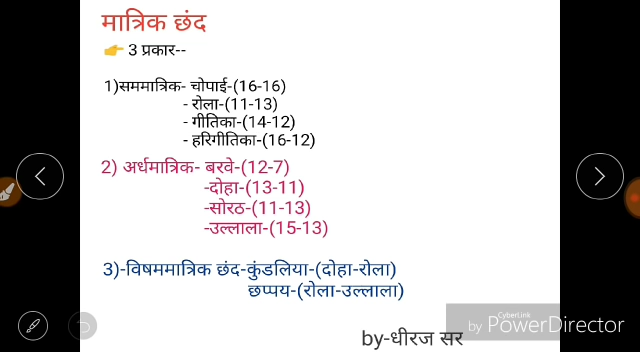 मात्रिक छंद
👉 3 प्रकार--
1)सममात्रिक- चोपाई-(16-16)
- रोला-(11-13)
- गीतिका-(14-12)
- हरिगीतिका-(16-12)
2) अर्धमात्रिक- बरवे-(12-7)
-दोहा-(13-11)
-सोरठ-(11-13)
-उल्लाला-(15-13)
3)-विषममात्रिक छंद-कुंडलिया-(दोहा-रोला)
छप्पय-(रोला-उल्लाला)
by-धीरज सर
CyberLink
by PowerDirector